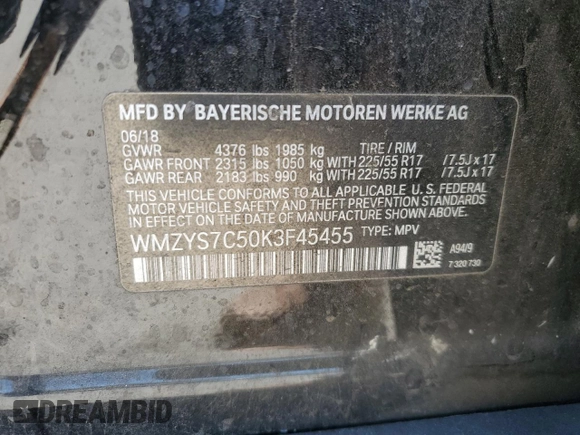 MFD BY BAYERISCHE MOTOREN WERKE AG
06/18
GVWR 4376 lbs 1985 kg TIRE / RIM
GAWR FRONT 2315 lbs 1050 kg WITH 225/55 R17 /7.5J x 17
GAWR REAR 2183 lbs 990 kg WITH 225/55 R17 /7.5J x 17
THIS VEHICLE CONFORMS TO ALL APPLICABLE U. S. FEDERAL
MOTOR VEHICLE SAFETY AND THEFT PREVENTION STANDARDS
IN EFFECT ON THE DATE OF MANUFACTURE SHOWN ABOVE.
WMZYS7C50K3F45455 TYPE: MPV
A94/9
7 320 730
DREAMBID